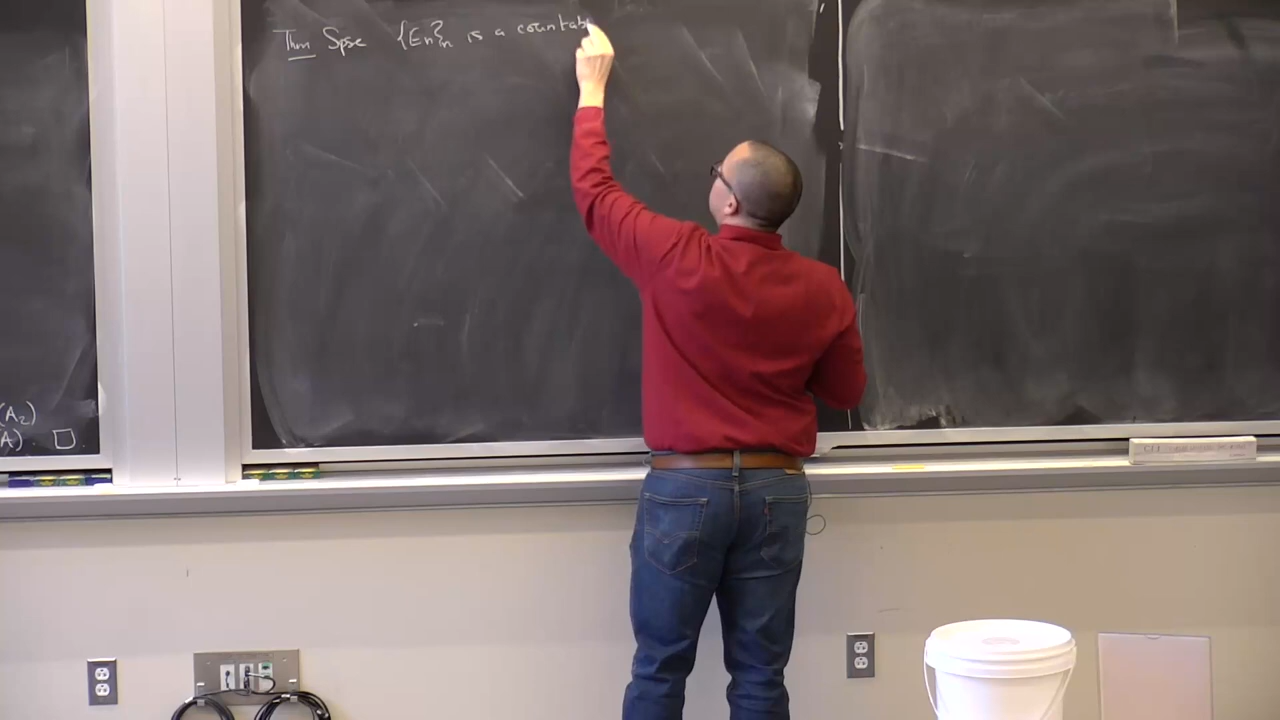 Thm Spse {En}n is a countab
(A₂)
A). □